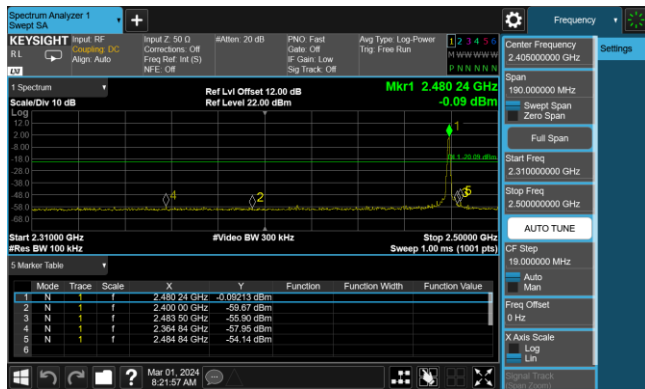 Spectrum Analyzer 1
Swept SA
+
Frequency
KEYSIGHT
RL
LXI
Input: RF
Coupling: DC
Align: Auto
Input Z: 50 Ω
Corrections: Off
Freq Ref: Int (S)
NFE: Off
#Atten: 20 dB
PNO: Fast
Gate: Off
IF Gain: Low
Sig Track: Off
Avg Type: Log-Power
Trig: Free Run
1 2 3 4 5 6
M W W W W W
P N N N N N
Center Frequency
2.405000000 GHz
Settings
Span
190.000000 MHz
Swept Span
Zero Span
Full Span
Start Freq
2.310000000 GHz
Stop Freq
2.500000000 GHz
AUTO TUNE
CF Step
19.000000 MHz
Auto
Man
Freq Offset
0 Hz
X Axis Scale
Log
Lin
Signal Track
(Span Zoom)
1 Spectrum
Scale/Div 10 dB
Ref Lvl Offset 12.00 dB
Ref Level 22.00 dBm
Mkr1 2.480 24 GHz
-0.09 dBm
Log
12.0
2.00
-8.00
-18.0
-28.0
-38.0
-48.0
-58.0
-68.0
1
DL1 -20.09 dBm
4
2
5
Start 2.31000 GHz
#Res BW 100 kHz
#Video BW 300 kHz
Stop 2.50000 GHz
Sweep 1.00 ms (1001 pts)
5 Marker Table
Mode Trace Scale X Y Function Function Width Function Value
1 N 1 f 2.480 24 GHz -0.09213 dBm
2 N 1 f 2.400 00 GHz -59.67 dBm
3 N 1 f 2.483 50 GHz -55.90 dBm
4 N 1 f 2.364 84 GHz -57.95 dBm
5 N 1 f 2.484 84 GHz -54.14 dBm
6
?
Mar 01, 2024
8:21:57 AM